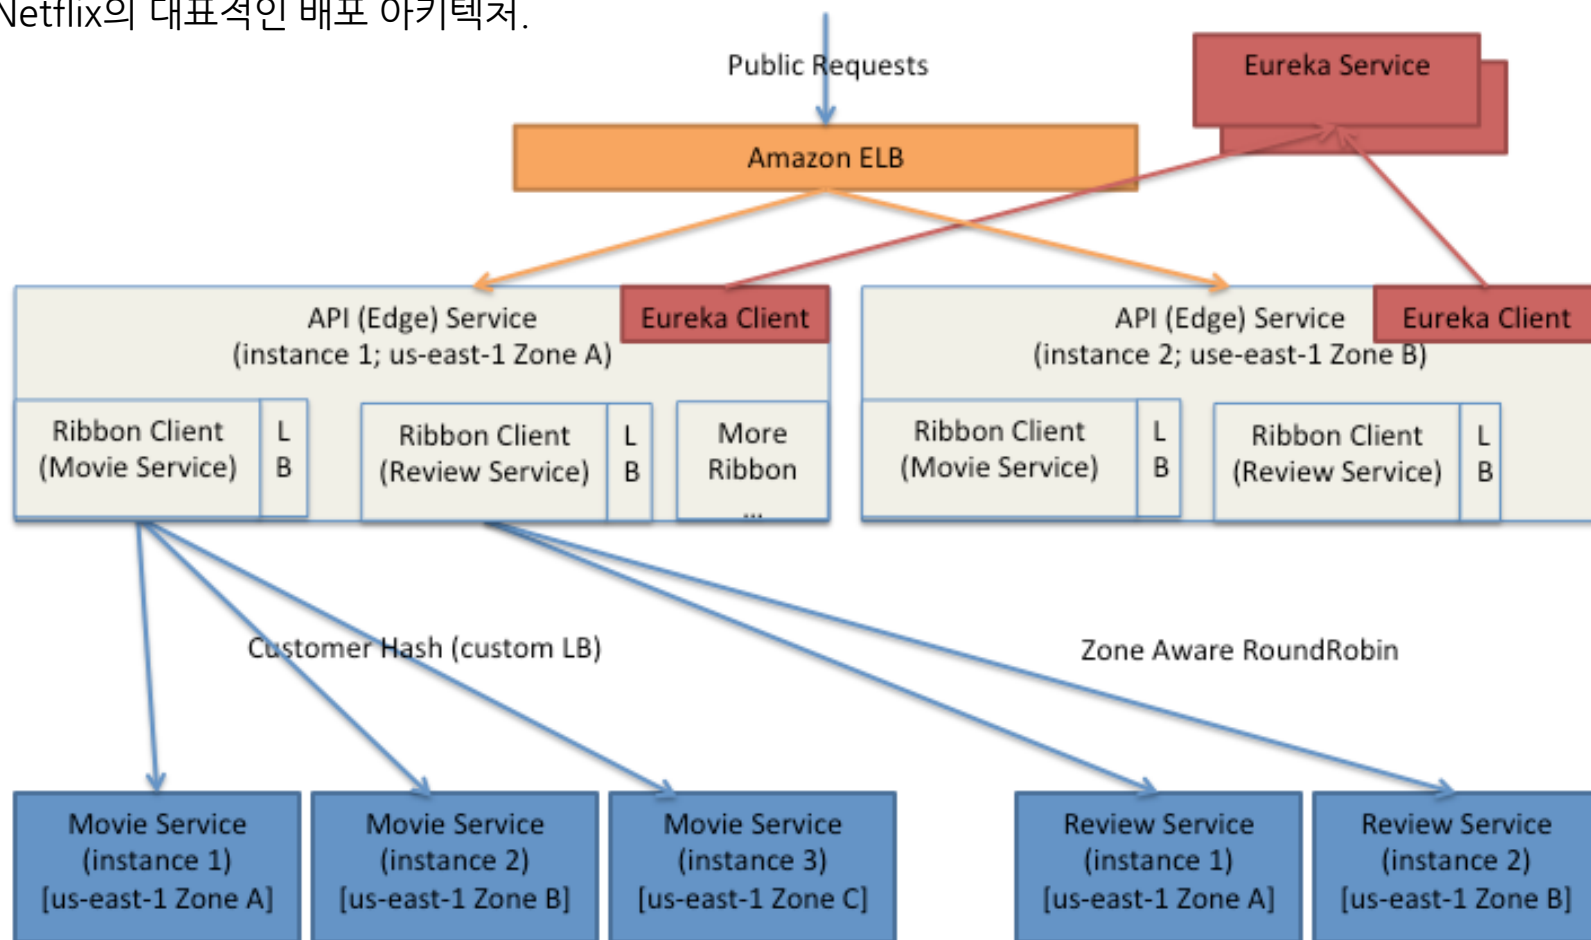 Netflix의 대표적인 배포 아키텍처.
Public Requests
Eureka Service
Amazon ELB
API (Edge) Service
(instance 1; us-east-1 Zone A)
Eureka Client
API (Edge) Service
(instance 2; use-east-1 Zone B)
Eureka Client
Ribbon Client
(Movie Service)
L
B
Ribbon Client
(Review Service)
L
B
More
Ribbon
...
Ribbon Client
(Movie Service)
L
B
Ribbon Client
(Review Service)
L
B
Customer Hash (custom LB)
Zone Aware RoundRobin
Movie Service
(instance 1)
[us-east-1 Zone A]
Movie Service
(instance 2)
[us-east-1 Zone B]
Movie Service
(instance 3)
[us-east-1 Zone C]
Review Service
(instance 1)
[us-east-1 Zone A]
Review Service
(instance 2)
[us-east-1 Zone B]